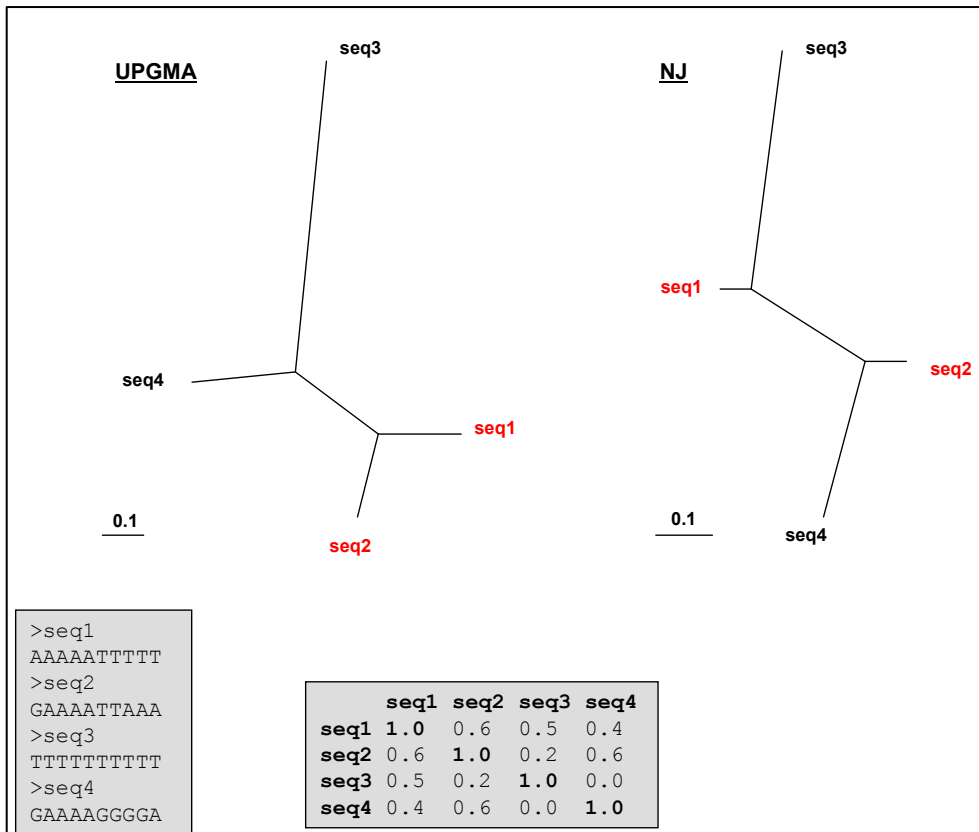 seq3
UPGMA
seq3
NJ
seq1
seq4
seq2
seq1
0.1
0.1
seq4
seq2
>seq1
AAAAATTTTT
>seq2
GAAAATTAAA
>seq3
TTTTTTTTTT
>seq4
GAAAAGGGGA
seq1 seq2 seq3 seq4
seq1 1.0 0.6 0.5 0.4
seq2 0.6 1.0 0.2 0.6
seq3 0.5 0.2 1.0 0.0
seq4 0.4 0.6 0.0 1.0